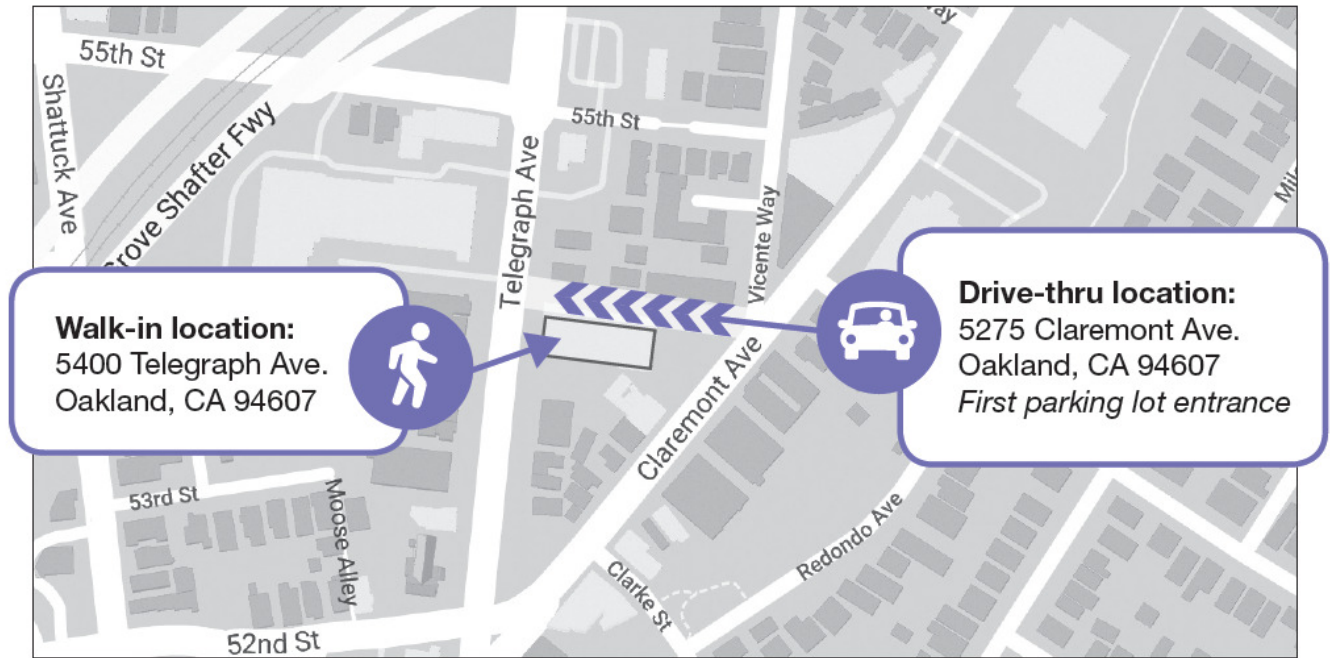 55th St
Shattuck Ave
Grove Shafter Fwy
Telegraph Ave
55th St
Vicente Way
Walk-in location:
5400 Telegraph Ave.
Oakland, CA 94607
Drive-thru location:
5275 Claremont Ave.
Oakland, CA 94607
First parking lot entrance
Claremont Ave
53rd St
Moose Alley
Redondo Ave
Clarke St
52nd St